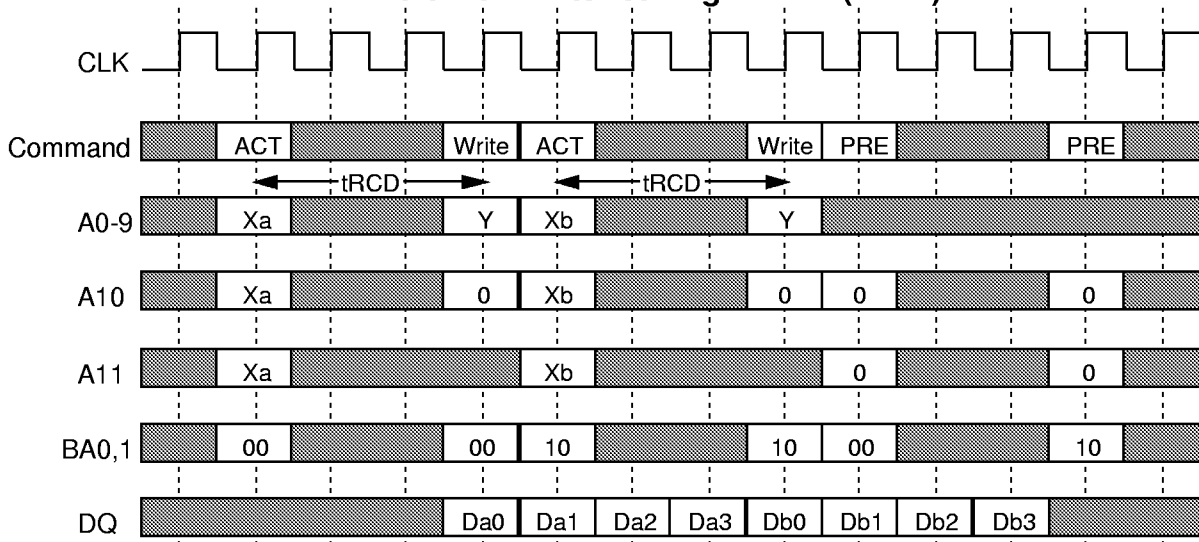 CLK
Command ACT Write ACT Write PRE PRE
tRCD tRCD
A0-9 Xa Y Xb Y
A10 Xa 0 Xb 0 0 0
A11 Xa Xb 0 0
BA0,1 00 00 10 10 00 10
DQ Da0 Da1 Da2 Da3 Db0 Db1 Db2 Db3